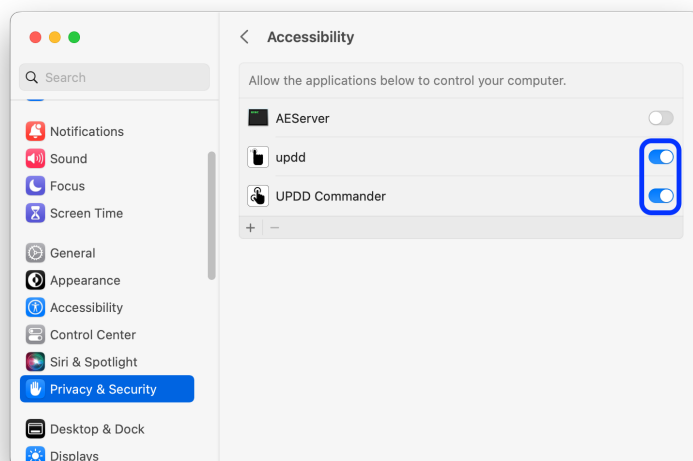 Accessibility
Search
Allow the applications below to control your computer.
AEServer
updd
UPDD Commander
Notifications
Sound
Focus
Screen Time
General
Appearance
Accessibility
Control Center
Siri & Spotlight
Privacy & Security
Desktop & Dock
Displays